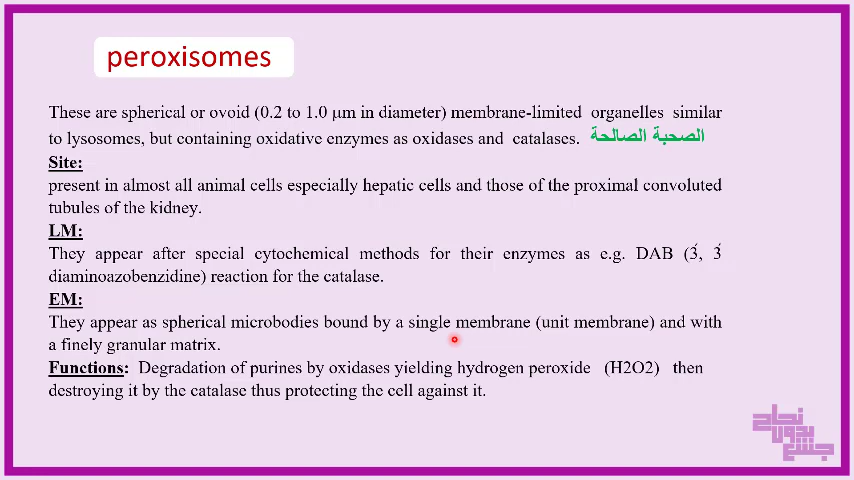 peroxisomes
These are spherical or ovoid (0.2 to 1.0 µm in diameter) membrane-limited organelles similar
to lysosomes, but containing oxidative enzymes as oxidases and catalases. الصحبة الصالحة
Site:
present in almost all animal cells especially hepatic cells and those of the proximal convoluted
tubules of the kidney.
LM:
They appear after special cytochemical methods for their enzymes as e.g. DAB (3́, 3́
diaminoazobenzidine) reaction for the catalase.
EM:
They appear as spherical microbodies bound by a single membrane (unit membrane) and with
a finely granular matrix.
Functions: Degradation of purines by oxidases yielding hydrogen peroxide (H2O2) then
destroying it by the catalase thus protecting the cell against it.
نجاح
بدون
جشع